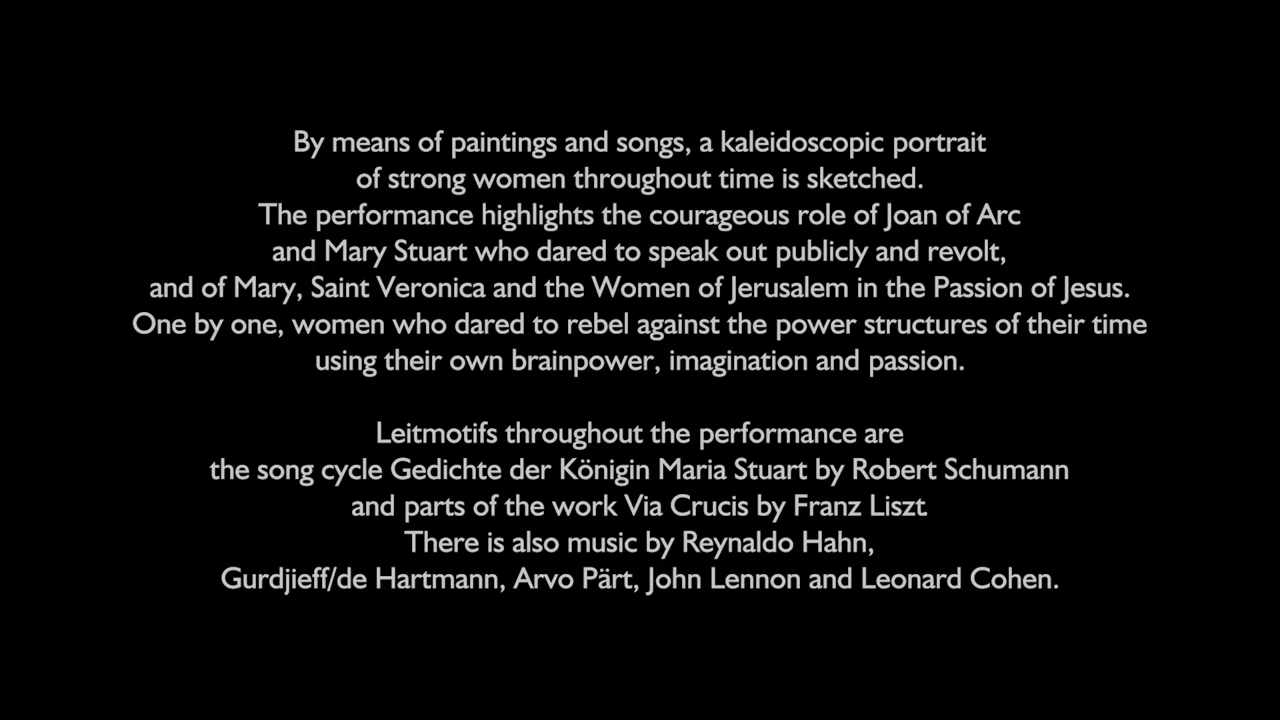 By means of paintings and songs, a kaleidoscopic portrait
of strong women throughout time is sketched.
The performance highlights the courageous role of Joan of Arc
and Mary Stuart who dared to speak out publicly and revolt,
and of Mary, Saint Veronica and the Women of Jerusalem in the Passion of Jesus.
One by one, women who dared to rebel against the power structures of their time
using their own brainpower, imagination and passion.
Leitmotifs throughout the performance are
the song cycle Gedichte der Königin Maria Stuart by Robert Schumann
and parts of the work Via Crucis by Franz Liszt.
There is also music by Reynaldo Hahn,
Gurdjieff/de Hartmann, Arvo Pärt, John Lennon and Leonard Cohen.